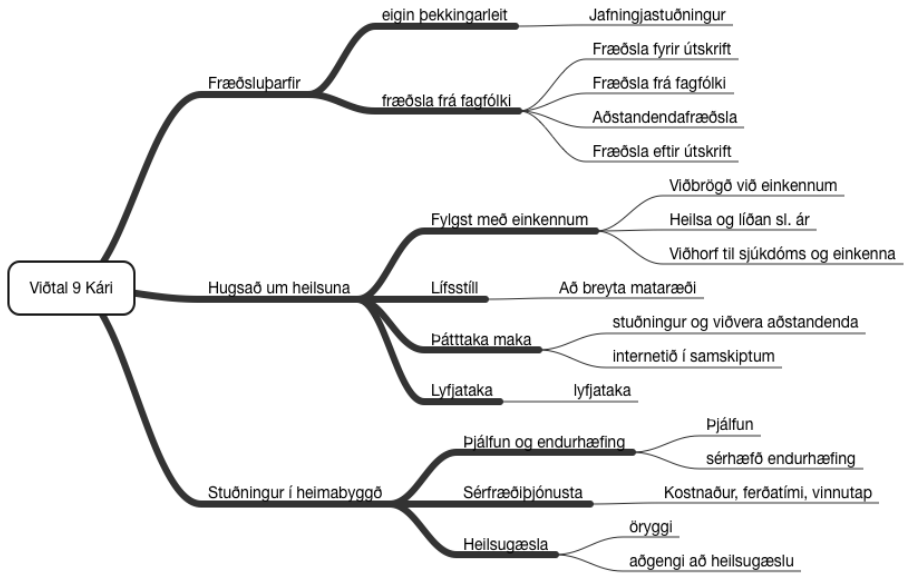 Viðtal 9 Kári
Fræðsluþarfir
eigin þekkingarleit
Jafningjastuðningur
fræðsla frá fagfólki
Fræðsla fyrir útskrift
Fræðsla frá fagfólki
Aðstandendafræðsla
Fræðsla eftir útskrift
Hugsað um heilsuna
Fylgst með einkennum
Viðbrögð við einkennum
Heilsa og líðan sl. ár
Viðhorf til sjúkdóms og einkenna
Lífsstíll
Að breyta mataræði
Þátttaka maka
stuðningur og viðvera aðstandenda
internetið í samskiptum
Lyfjataka
lyfjataka
Stuðningur í heimabyggð
Þjálfun og endurhæfing
Þjálfun
sérhæfð endurhæfing
Sérfræðiþjónusta
Kostnaður, ferðatími, vinnutap
Heilsugæsla
öryggi
aðgengi að heilsugæslu